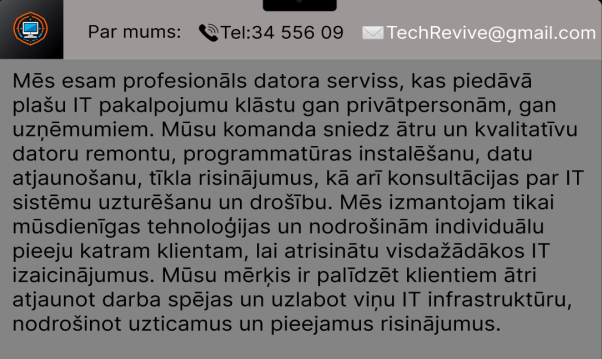 Par mums: Tel:34 556 09 TechRevive@gmail.com
Mēs esam profesionāls datora serviss, kas piedāvā
plašu IT pakalpojumu klāstu gan privātpersonām, gan
uzņēmumiem. Mūsu komanda sniedz ātru un kvalitatīvu
datoru remontu, programmatūras instalēšanu, datu
atjaunošanu, tīkla risinājumus, kā arī konsultācijas par IT
sistēmu uzturēšanu un drošību. Mēs izmantojam tikai
mūsdienīgas tehnoloģijas un nodrošinām individuālu
pieeju katram klientam, lai atrisinātu visdažādākos IT
izaicinājumus. Mūsu mērķis ir palīdzēt klientiem ātri
atjaunot darba spējas un uzlabot viņu IT infrastruktūru,
nodrošinot uzticamus un pieejamus risinājumus.